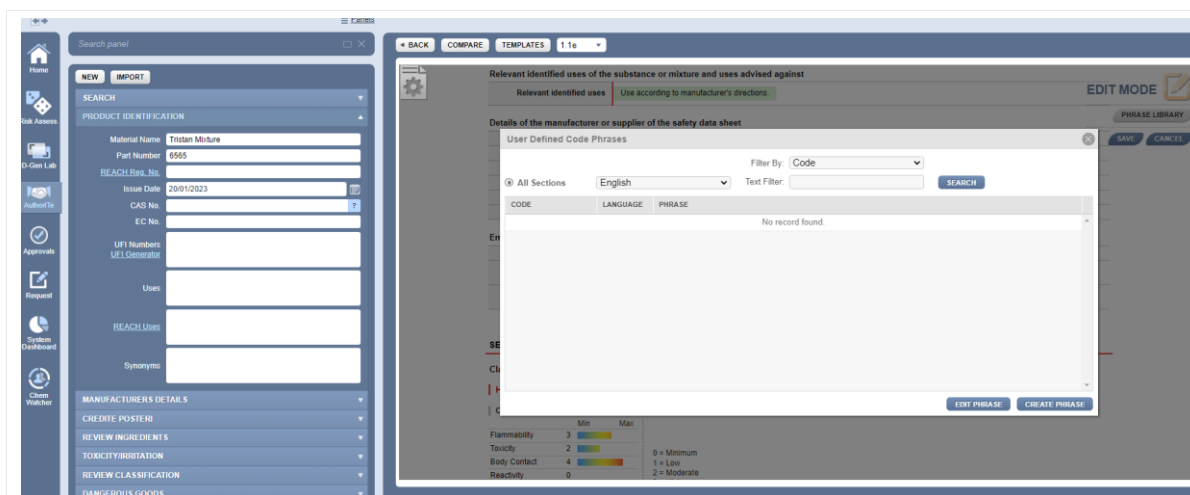 Panels
Search panel
◄ BACK COMPARE TEMPLATES 1.1e
Home
Risk Assess.
D-Gen Lab
AuthorITe
Approvals
Request
System Dashboard
Chem Watcher
NEW IMPORT
SEARCH
PRODUCT IDENTIFICATION
Material Name Tristan Mixture
Part Number 6565
REACH Reg. No.
Issue Date 20/01/2023
CAS No. ?
EC No.
UFI Numbers
UFI Generator
Uses
REACH Uses
Synonyms
MANUFACTURERS DETAILS
CREDITE POSTERI
REVIEW INGREDIENTS
TOXICITY/IRRITATION
REVIEW CLASSIFICATION
DANGEROUS GOODS
Relevant identified uses of the substance or mixture and uses advised against
Relevant identified uses Use according to manufacturer's directions.
EDIT MODE
PHRASE LIBRARY
SAVE CANCEL
Details of the manufacturer or supplier of the safety data sheet
User Defined Code Phrases
Filter By: Code
All Sections English Text Filter: SEARCH
CODE LANGUAGE PHRASE
No record found.
EDIT PHRASE CREATE PHRASE
Min Max
Flammability 3
Toxicity 2
Body Contact 4
Reactivity 0
0 = Minimum
1 = Low
2 = Moderate